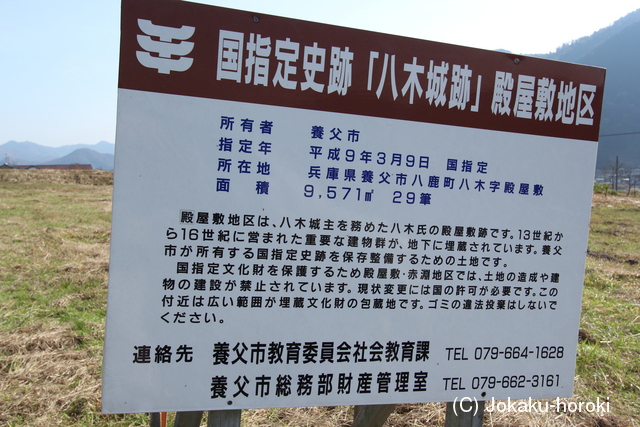 国指定史跡「八木城跡」殿屋敷地区
所有者　養父市
指定年　平成9年3月9日　国指定
所在地　兵庫県養父市八鹿町八木字殿屋敷
面　積　9,571㎡　29筆
殿屋敷地区は、八木城主を務めた八木氏の殿屋敷跡です。13世紀か
ら16世紀に営まれた重要な建物群が、地下に埋蔵されています。養父
市が所有する国指定史跡を保存整備するための土地です。
国指定文化財を保護するため殿屋敷・赤淵地区では、土地の造成や建
物の建設が禁止されています。現状変更には国の許可が必要です。この
付近は広い範囲が埋蔵文化財の包蔵地です。ゴミの違法投棄はしないで
ください。
連絡先　養父市教育委員会社会教育課　TEL 079-664-1628
養父市総務部財産管理室　TEL 079-662-3161
(C) Jokaku-horoki